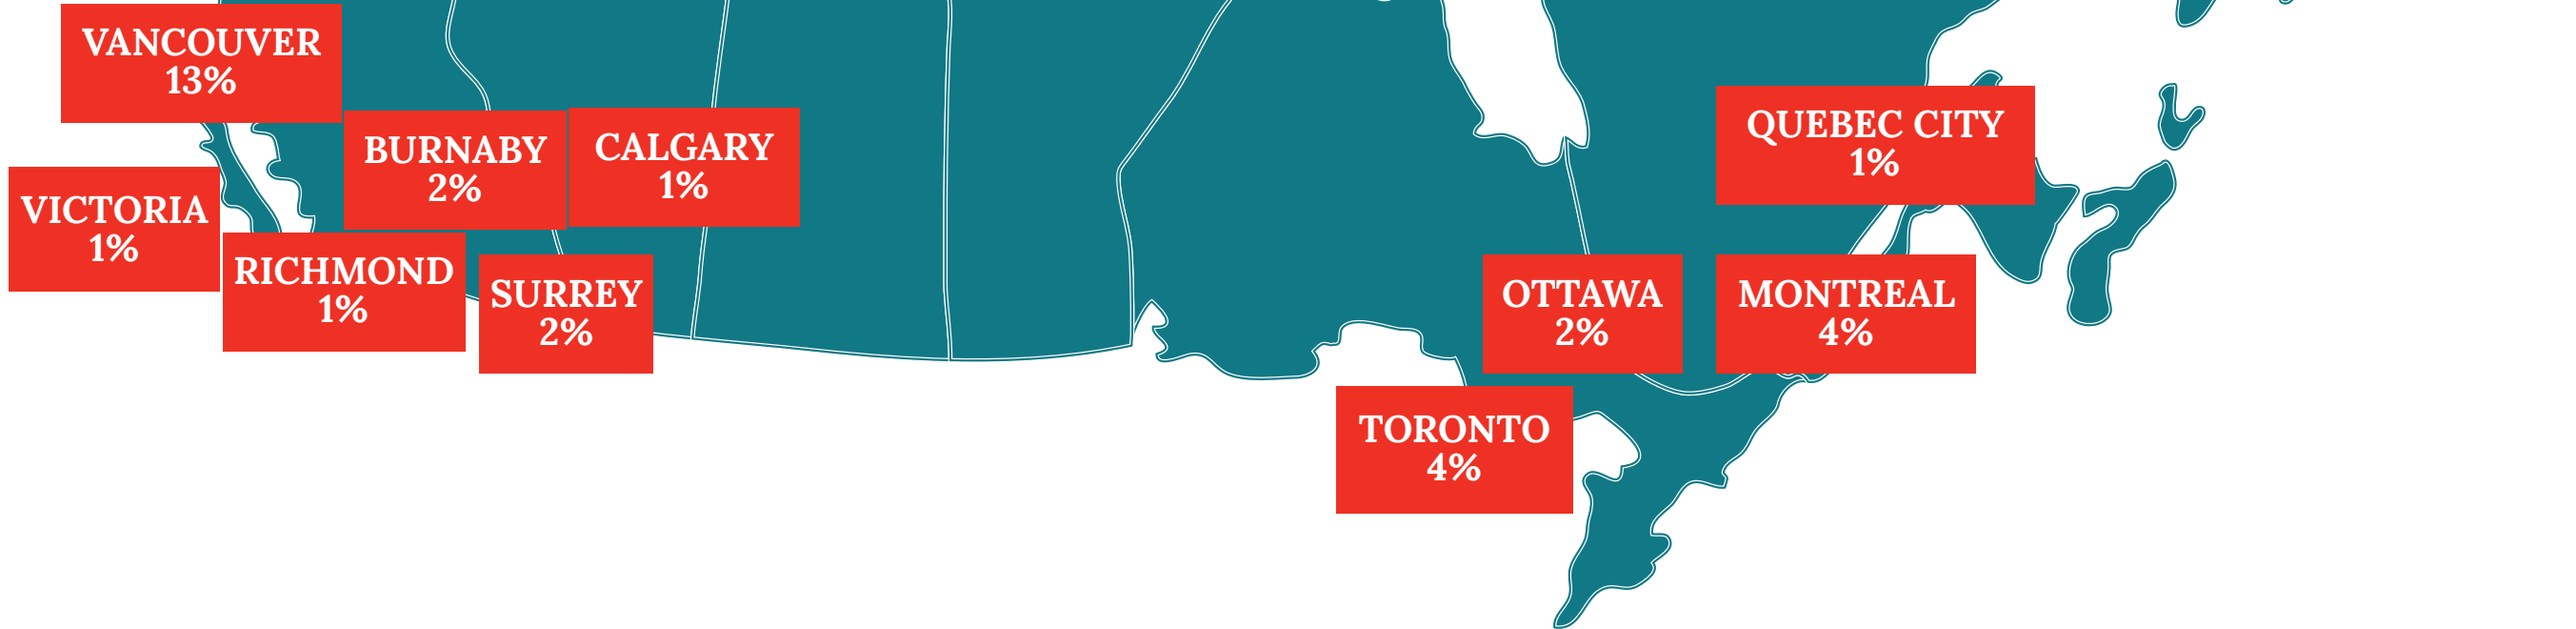 VANCOUVER
13%
BURNABY
2%
CALGARY
1%
VICTORIA
1%
RICHMOND
1%
SURREY
2%
QUEBEC CITY
1%
OTTAWA
2%
MONTREAL
4%
TORONTO
4%